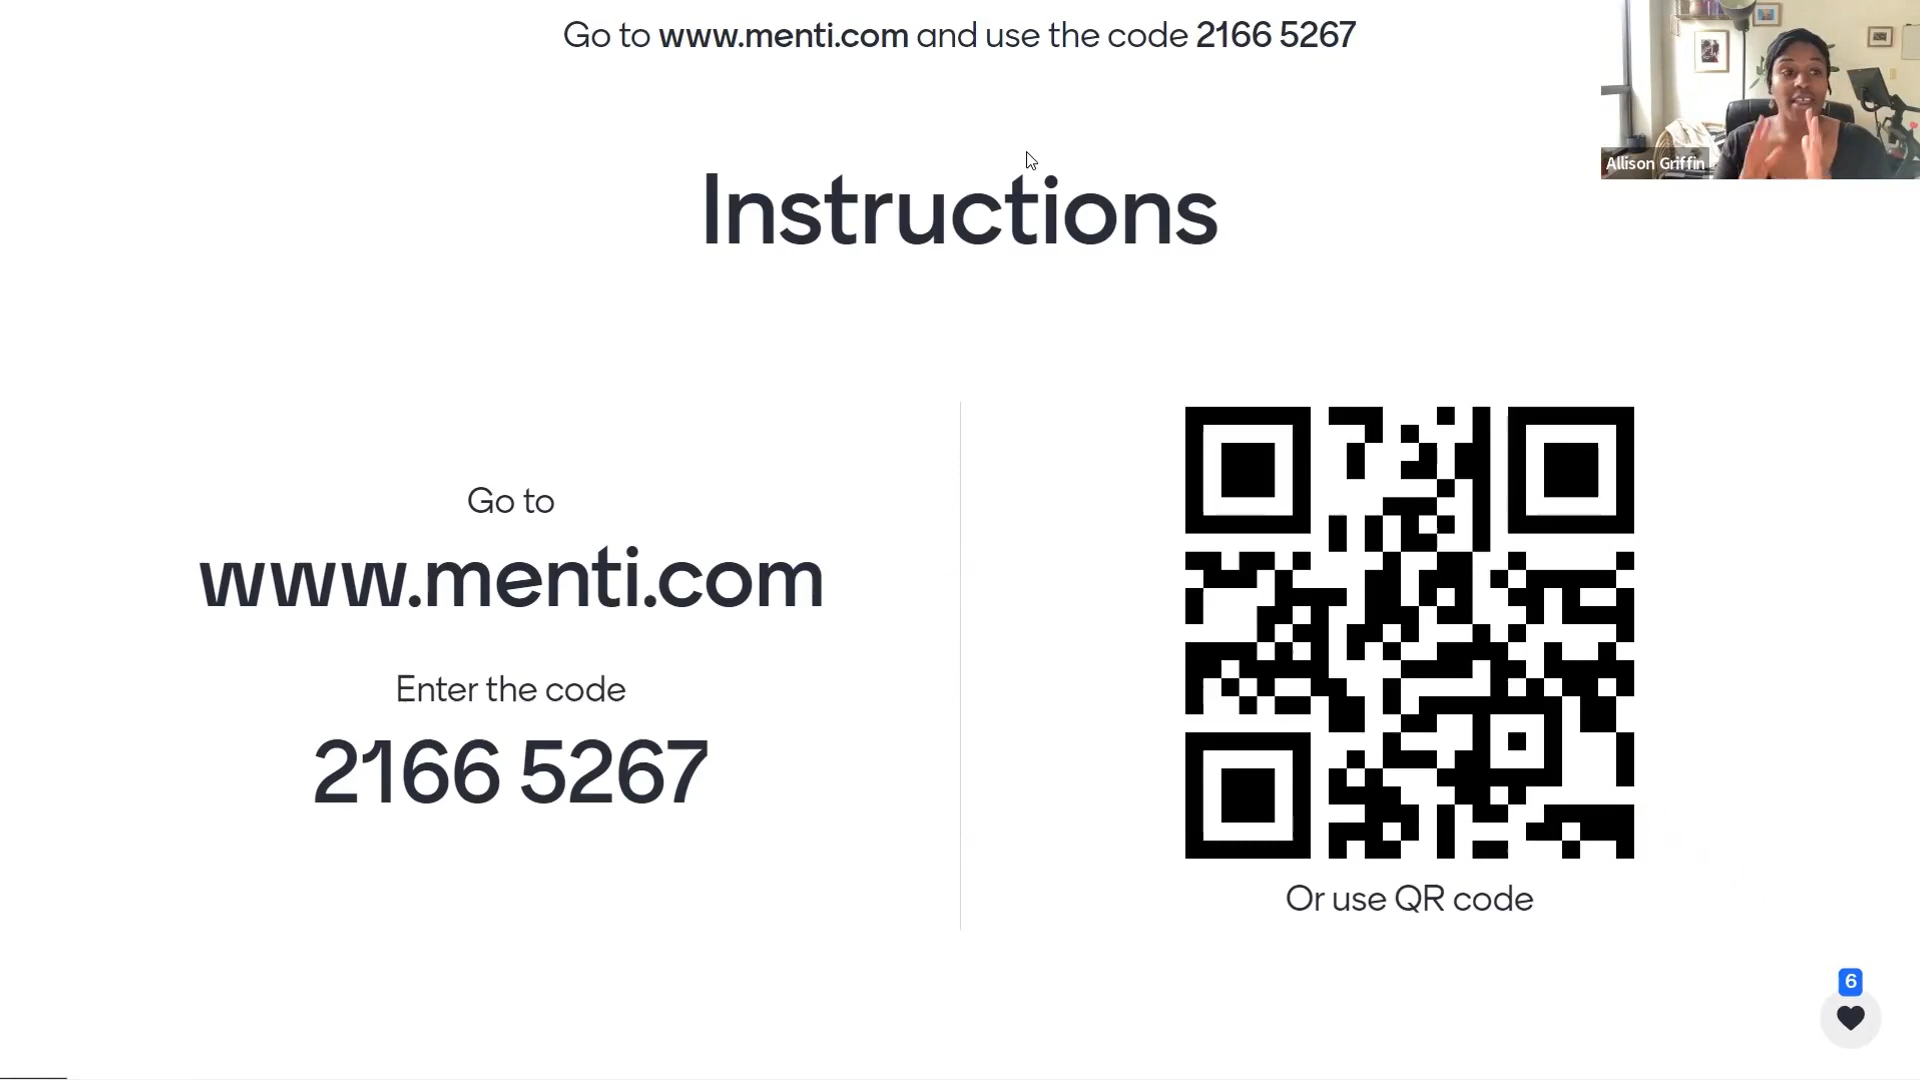 Go to www.menti.com and use the code 2166 5267
Allison Griffin
Instructions
Go to
www.menti.com
Enter the code
2166 5267
Or use QR code
6